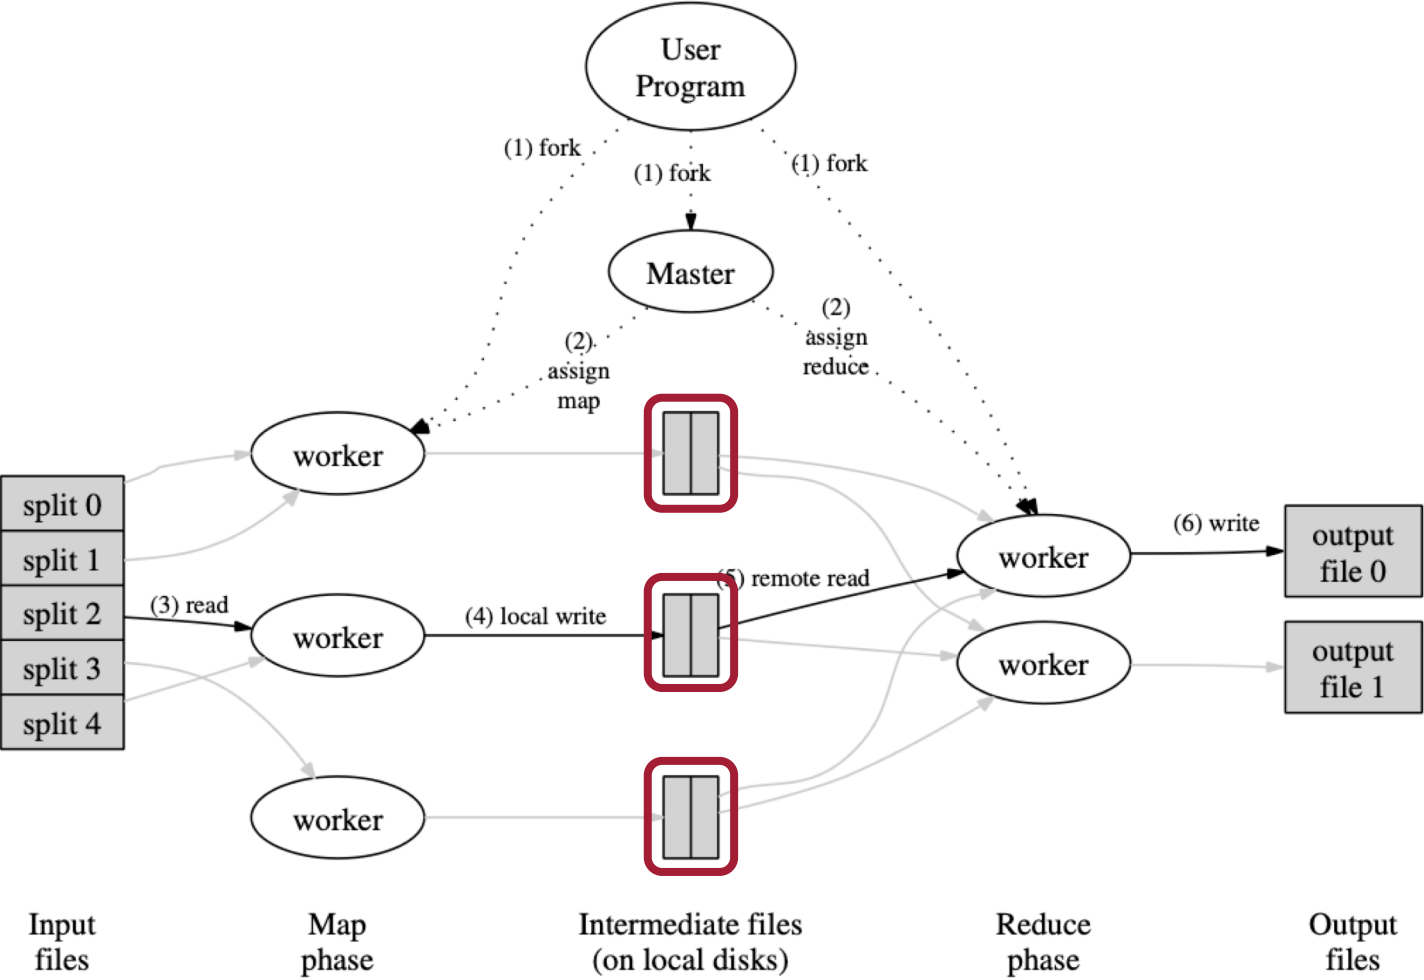 User
Program
(1) fork
(1) fork
(1) fork
Master
(2)
assign
map
(2)
assign
reduce
worker
split 0
split 1
split 2
split 3
split 4
(3) read
worker
(4) local write
(5) remote read
worker
worker
worker
(6) write
output
file 0
output
file 1
Input
files
Map
phase
Intermediate files
(on local disks)
Reduce
phase
Output
files